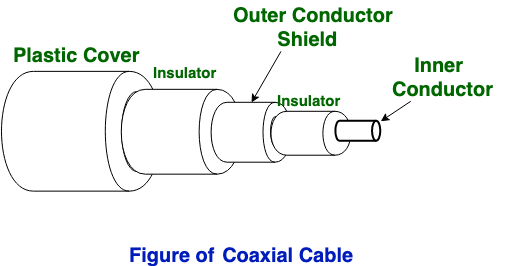 Outer Conductor
Shield
Plastic Cover
Insulator
Inner
Conductor
Insulator
Figure of Coaxial Cable